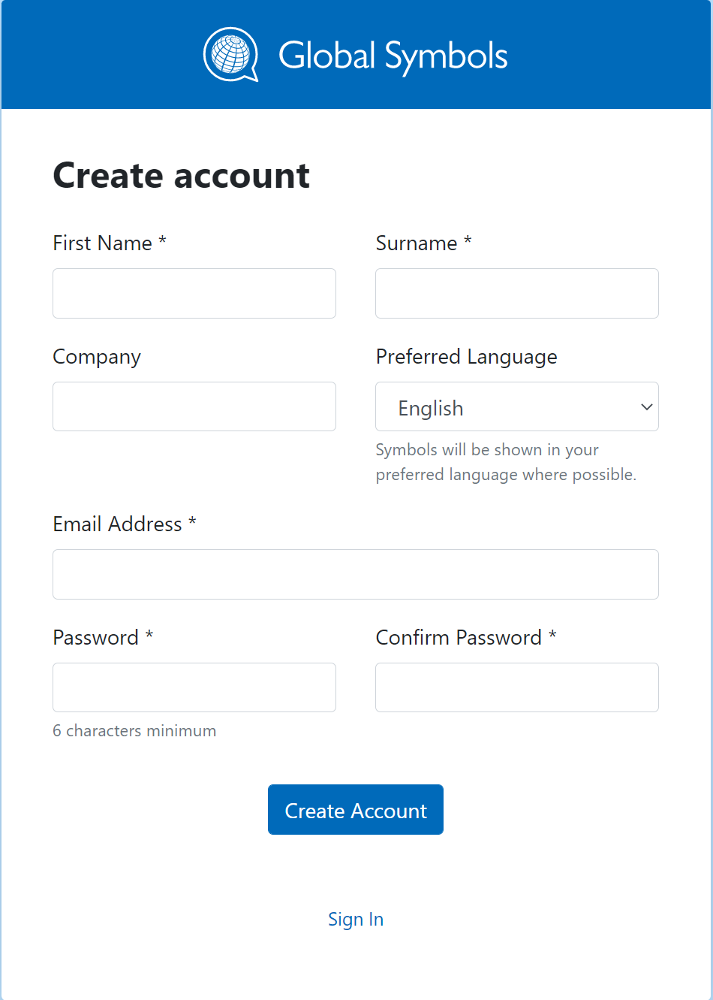 Global Symbols
Create account
First Name *
Surname *
Company
Preferred Language
English
Symbols will be shown in your
preferred language where possible.
Email Address *
Password *
Confirm Password *
6 characters minimum
Create Account
Sign In